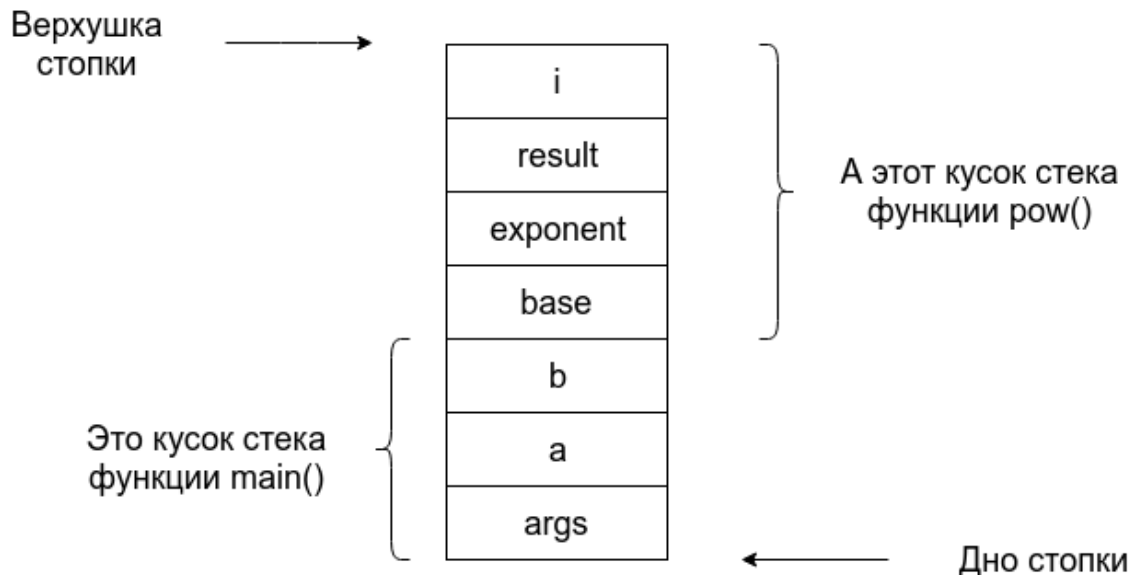 Верхушка
стопки
i
result
А этот кусок стека
функции pow()
exponent
base
b
Это кусок стека
функции main()
a
args
Дно стопки